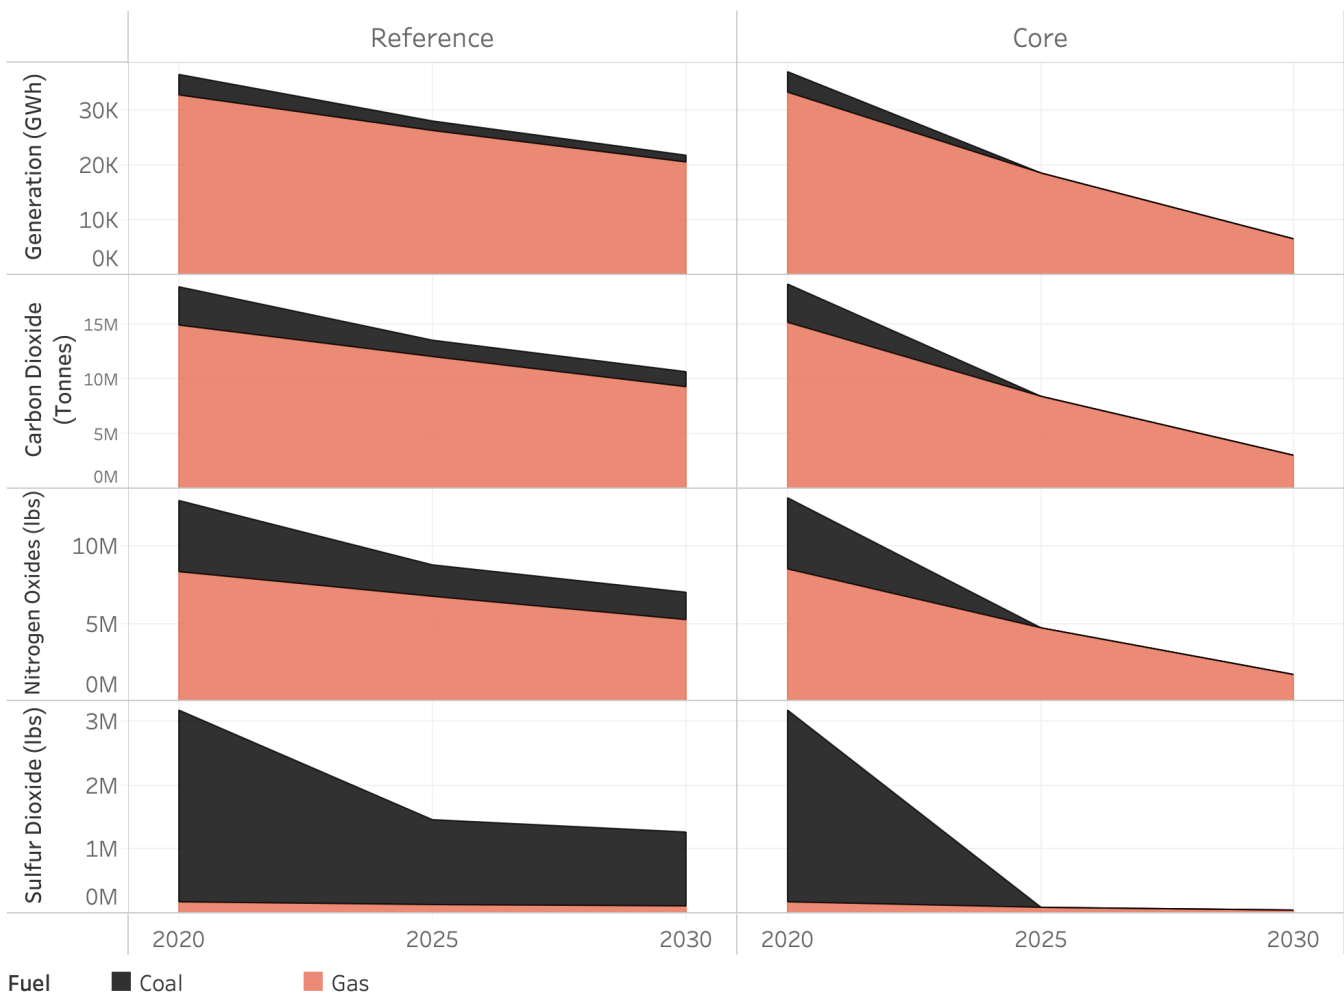 Reference
Core
Generation (GWh)
30K
20K
10K
0K
Carbon Dioxide
(Tonnes)
15M
10M
5M
0M
Nitrogen Oxides (lbs)
10M
5M
0M
Sulfur Dioxide (lbs)
3M
2M
1M
0M
2020
2025
2030
2020
2025
2030
Fuel
Coal
Gas